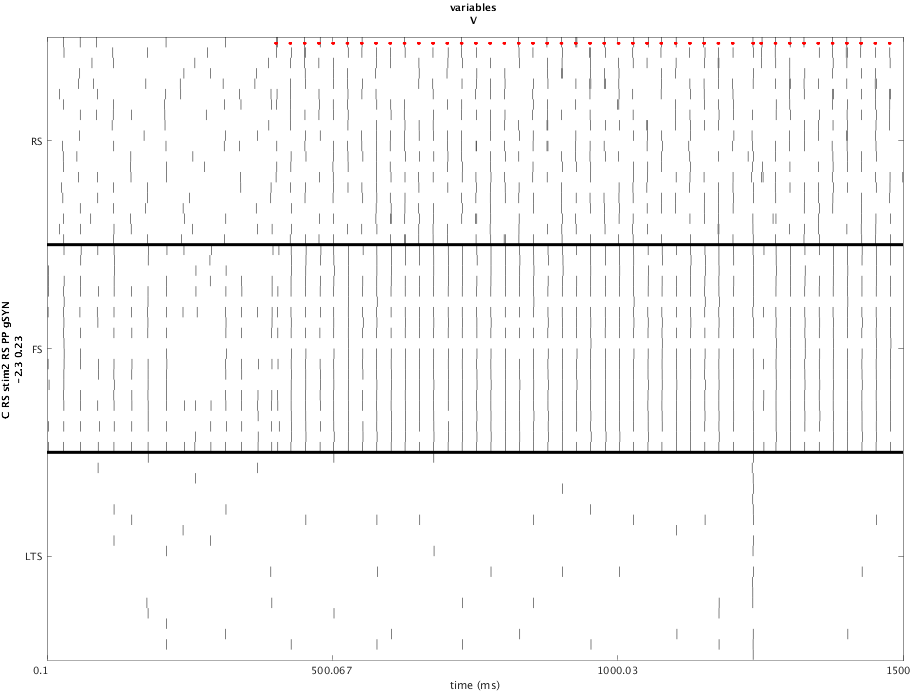 variables
V
RS
FS
LTS
C RS stim2 RS PP gSYN
-2.3 0.23
0.1
500.067
1000.03
1500
time (ms)